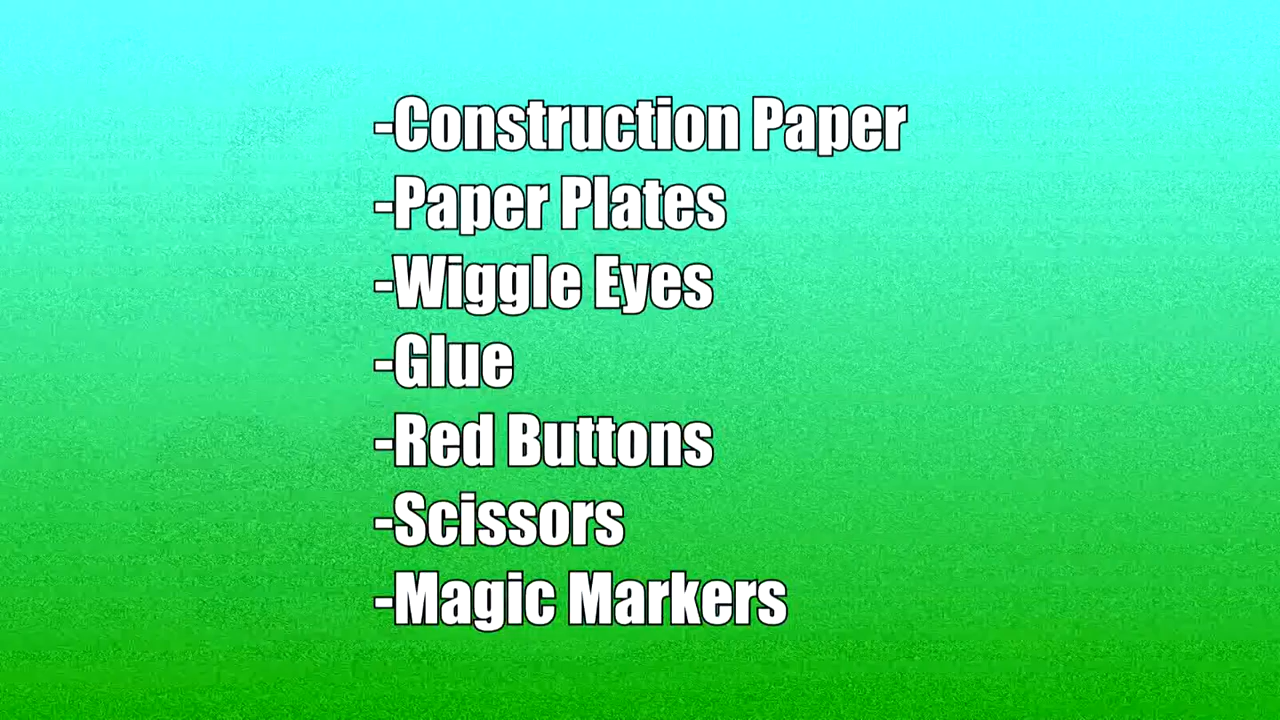 -Construction Paper
-Paper Plates
-Wiggle Eyes
-Glue
-Red Buttons
-Scissors
-Magic Markers